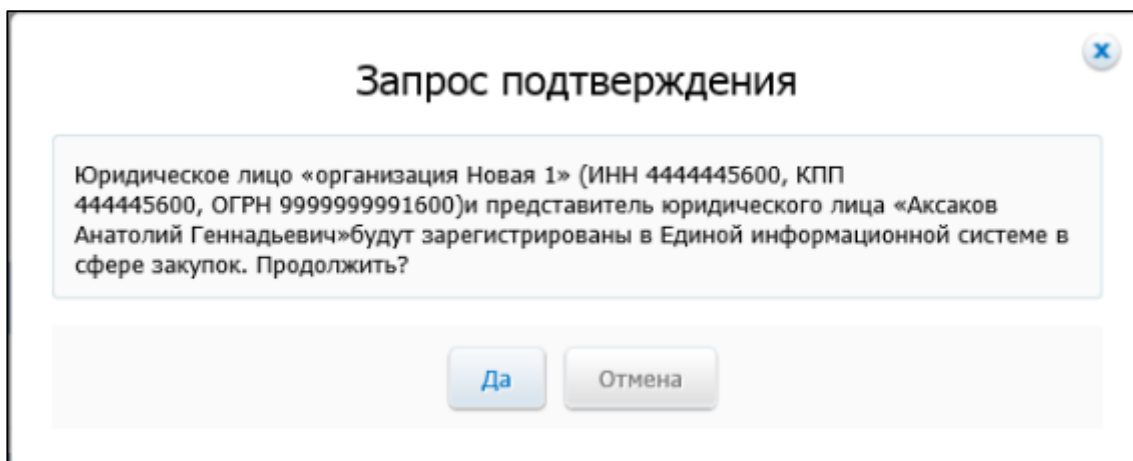 Запрос подтверждения
Юридическое лицо «организация Новая 1» (ИНН 4444445600, КПП
444445600, ОГРН 9999999991600)и представитель юридического лица «Аксаков
Анатолий Геннадьевич»будут зарегистрированы в Единой информационной системе в
сфере закупок. Продолжить?
Да Отмена